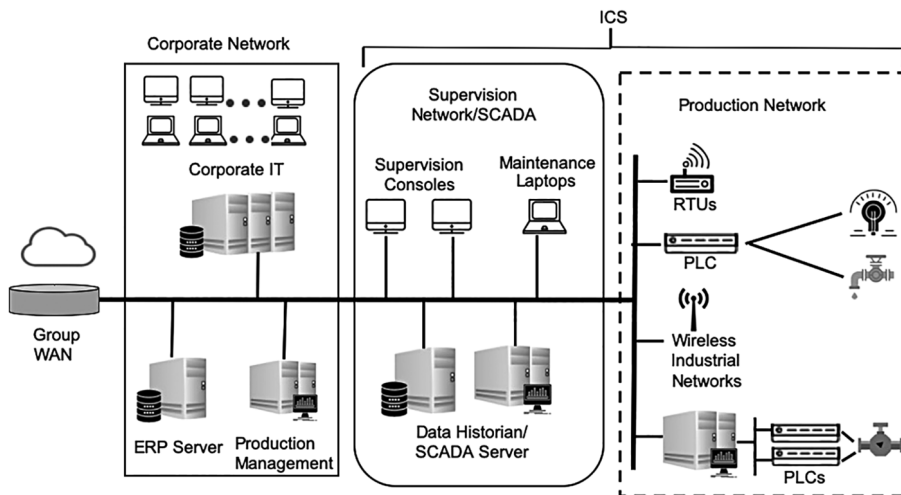 ICS
Corporate Network
Corporate IT
Group
WAN
ERP Server
Production
Management
Supervision
Network/SCADA
Supervision
Consoles
Maintenance
Laptops
Data Historian/
SCADA Server
Production Network
RTUs
PLC
Wireless
Industrial
Networks
PLCs